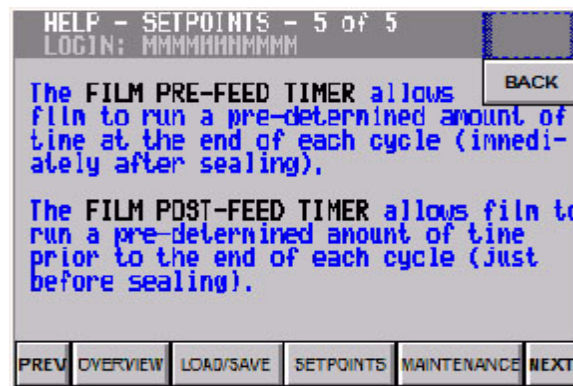 HELP - SETPOINTS - 5 of 5
LOGIN: MMMMMMMMMMM
BACK
The FILM PRE-FEED TIMER allows
film to run a pre-determined amount of
time at the end of each cycle (immedi-
ately after sealing).
The FILM POST-FEED TIMER allows film to
run a pre-determined amount of time
prior to the end of each cycle (just
before sealing).
PREV OVERVIEW LOAD/SAVE SETPOINTS MAINTENANCE NEXT